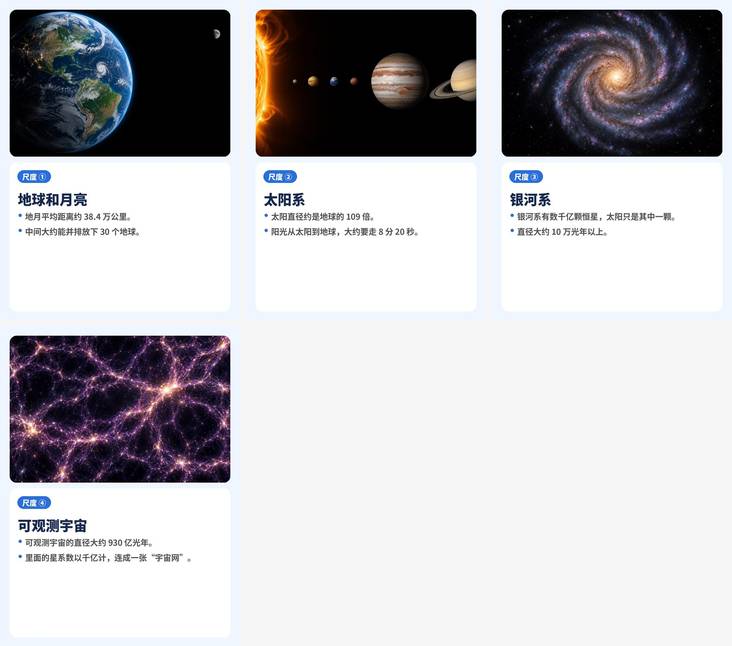 尺度 ①
地球和月亮
• 地月平均距离约 38.4 万公里。
• 中间大约能并排放下 30 个地球。
尺度 ②
太阳系
• 太阳直径约是地球的 109 倍。
• 阳光从太阳到地球，大约要走 8 分 20 秒。
尺度 ③
银河系
• 银河系有数千亿颗恒星，太阳只是其中一颗。
• 直径大约 10 万光年以上。
尺度 ④
可观测宇宙
• 可观测宇宙的直径大约 930 亿光年。
• 里面的星系数以千亿计，连成一张“宇宙网”。